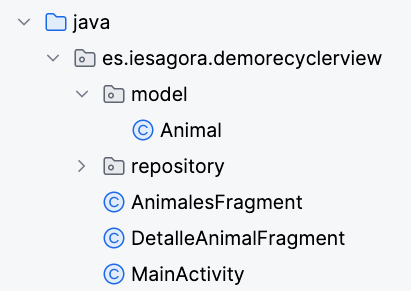 java
es.iesagora.demorecyclerview
model
C Animal
repository
C AnimalesFragment
C DetalleAnimalFragment
C MainActivity